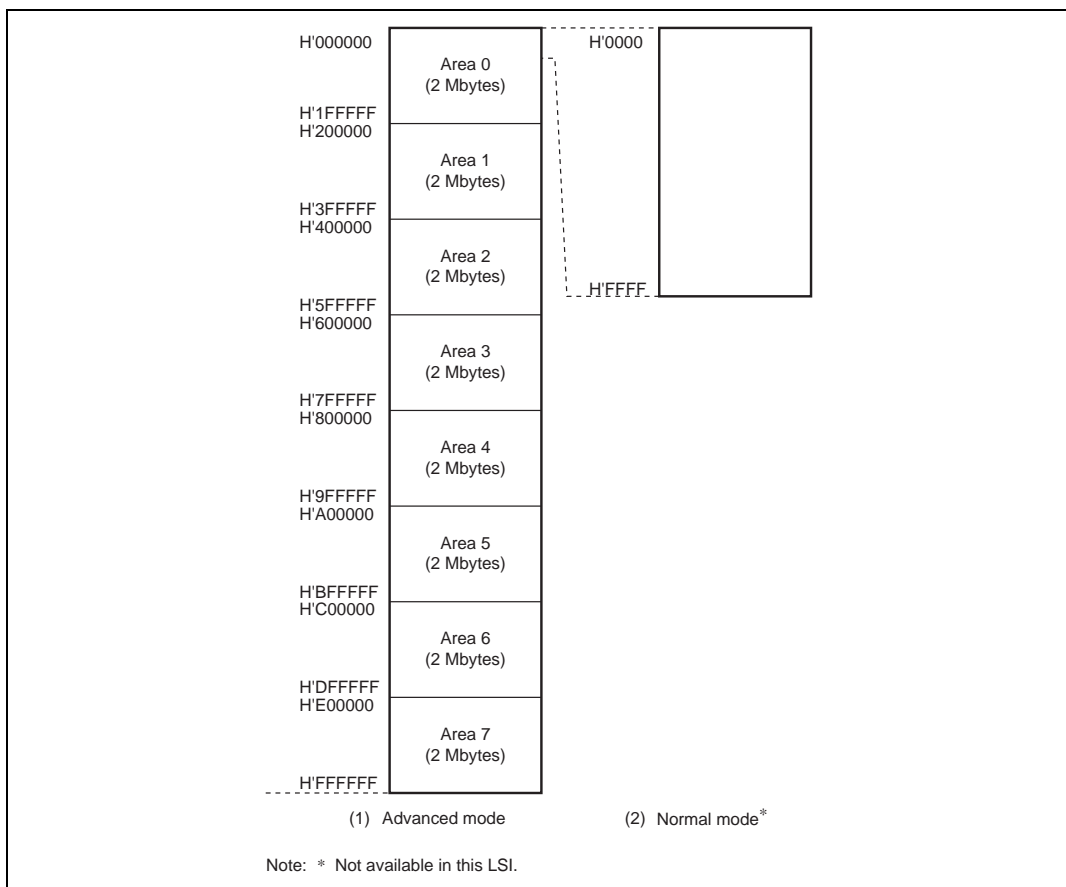 H'000000
Area 0
(2 Mbytes)
H'1FFFFF
H'200000
Area 1
(2 Mbytes)
H'3FFFFF
H'400000
Area 2
(2 Mbytes)
H'5FFFFF
H'600000
Area 3
(2 Mbytes)
H'7FFFFF
H'800000
Area 4
(2 Mbytes)
H'9FFFFF
H'A00000
Area 5
(2 Mbytes)
H'BFFFFF
H'C00000
Area 6
(2 Mbytes)
H'DFFFFF
H'E00000
Area 7
(2 Mbytes)
H'FFFFFF
(1) Advanced mode
H'0000
H'FFFF
(2) Normal mode*
Note: * Not available in this LSI.